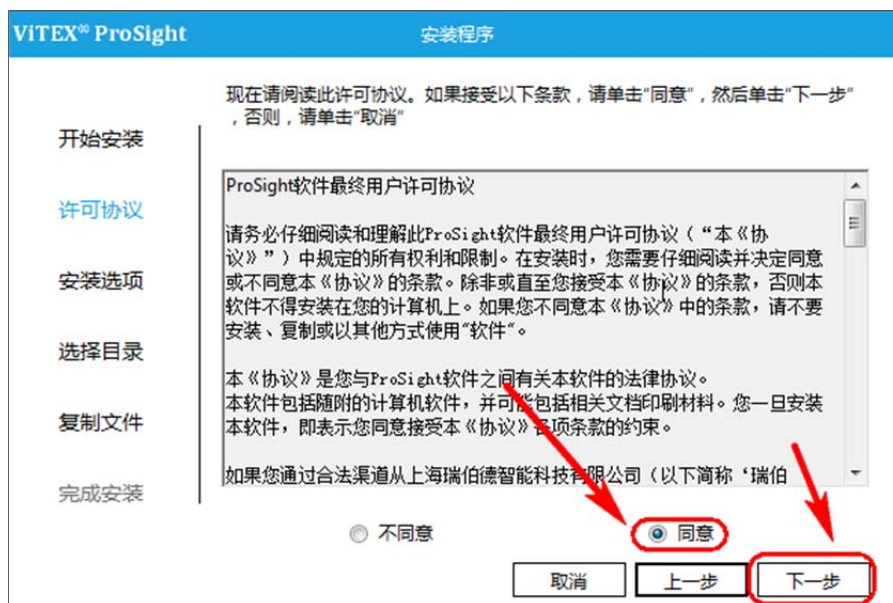 ViTEX® ProSight
安装程序
现在请阅读此许可协议。如果接受以下条款，请单击"同意"，然后单击"下一步"
，否则，请单击"取消"
开始安装
许可协议
安装选项
选择目录
复制文件
完成安装
ProSight软件最终用户许可协议
请务必仔细阅读和理解此ProSight软件最终用户许可协议（“本《协
议》”）中规定的所有权利和限制。在安装时，您需要仔细阅读并决定同意
或不同意本《协议》的条款。除非或直至您接受本《协议》的条款，否则本
软件不得安装在您的计算机上。如果您不同意本《协议》中的条款，请不要
安装、复制或以其他方式使用"软件"。
本《协议》是您与ProSight软件之间有关本软件的法律协议。
本软件包括随附的计算机软件，并可能包括相关文档印刷材料。您一旦安装
本软件，即表示您同意接受本《协议》各项条款的约束。
如果您通过合法渠道从上海瑞伯德智能科技有限公司（以下简称‘瑞伯
不同意
同意
取消
上一步
下一步